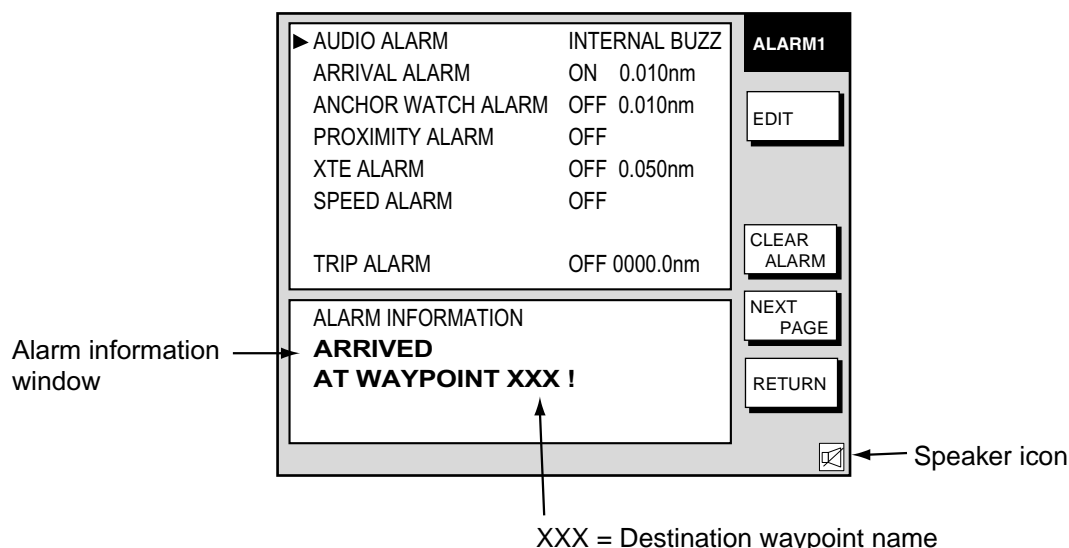 AUDIO ALARM INTERNAL BUZZ
ARRIVAL ALARM ON 0.010nm
ANCHOR WATCH ALARM OFF 0.010nm
PROXIMITY ALARM OFF
XTE ALARM OFF 0.050nm
SPEED ALARM OFF
TRIP ALARM OFF 0000.0nm
ALARM1
EDIT
CLEAR
ALARM
NEXT
PAGE
RETURN
ALARM INFORMATION
ARRIVED
AT WAYPOINT XXX !
Alarm information
window
Speaker icon
XXX = Destination waypoint name